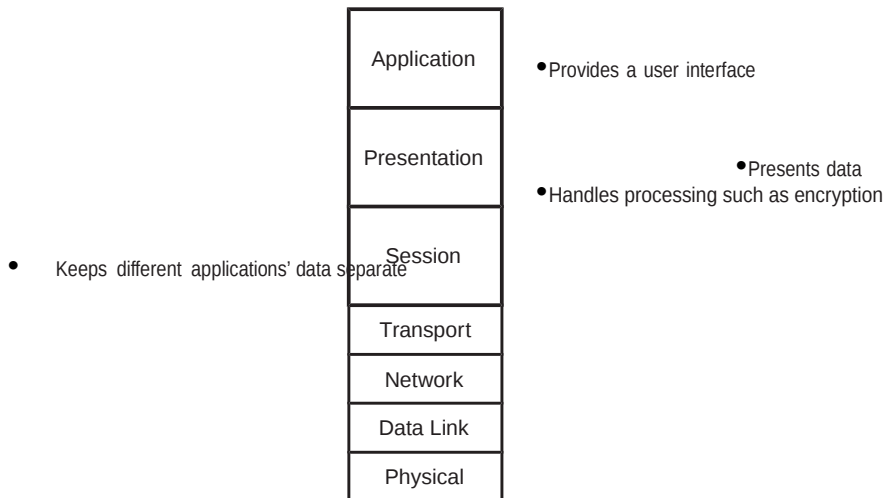 Application
• Provides a user interface
Presentation
• Presents data
• Handles processing such as encryption
Session
• Keeps different applications’ data separate
Transport
Network
Data Link
Physical